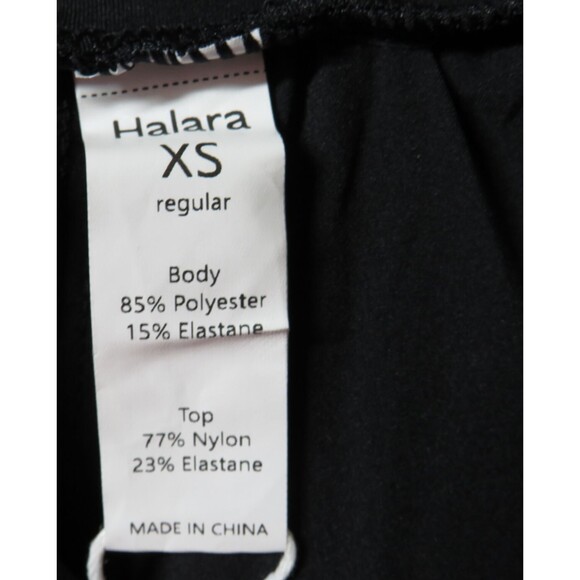 Halara
XS
regular
Body
85% Polyester
15% Elastane
Top
77% Nylon
23% Elastane
MADE IN CHINA